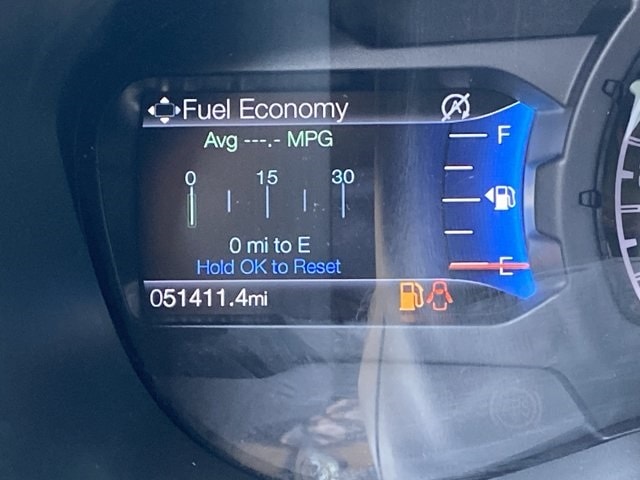 Fuel Economy
Avg ---.- MPG
0 15 30
0 mi to E
Hold OK to Reset
051411.4mi
F
E